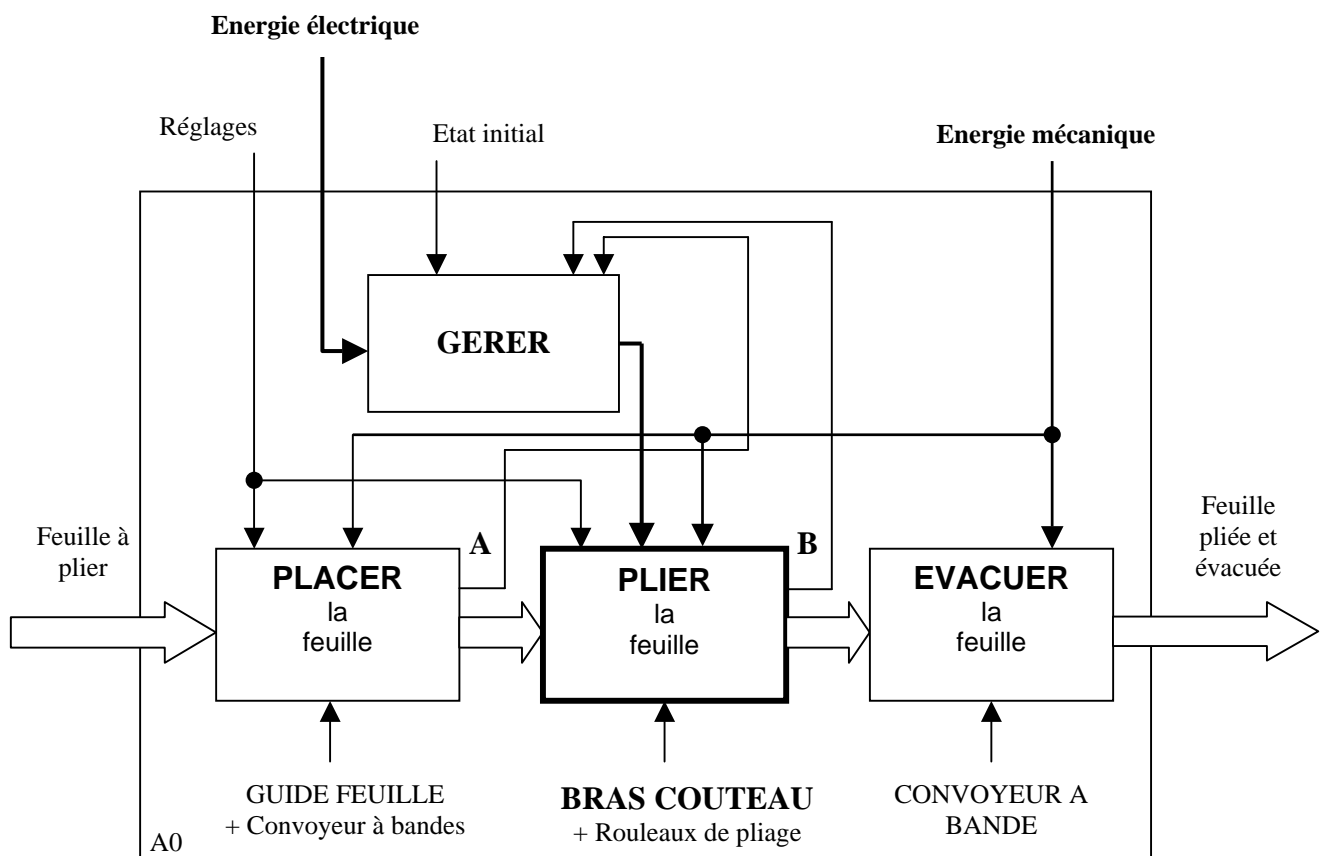 Energie électrique
Réglages
Etat initial
Energie mécanique
GERER
Feuille à
plier
A
B
Feuille
pliée et
évacuée
PLACER
la
feuille
PLIER
la
feuille
EVACUER
la
feuille
GUIDE FEUILLE
+ Convoyeur à bandes
BRAS COUTEAU
+ Rouleaux de pliage
CONVOYEUR A
BANDE
A0